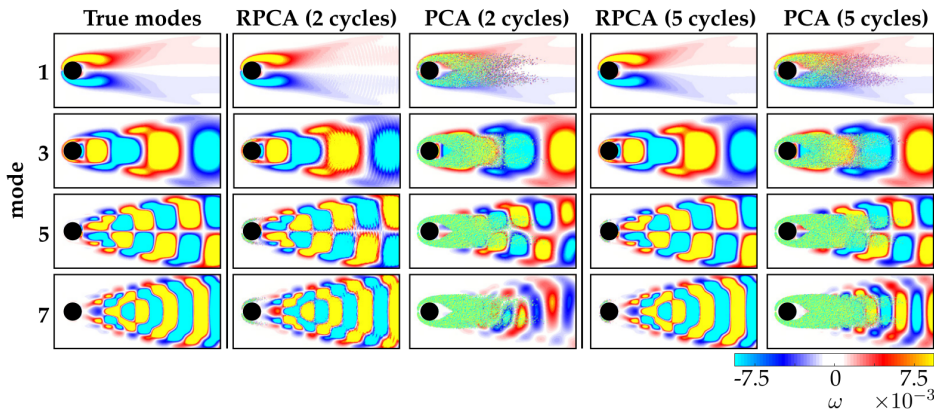 True modes RPCA (2 cycles) PCA (2 cycles) RPCA (5 cycles) PCA (5 cycles)
mode
1
3
5
7
-7.5 0 7.5
ω ×10⁻³